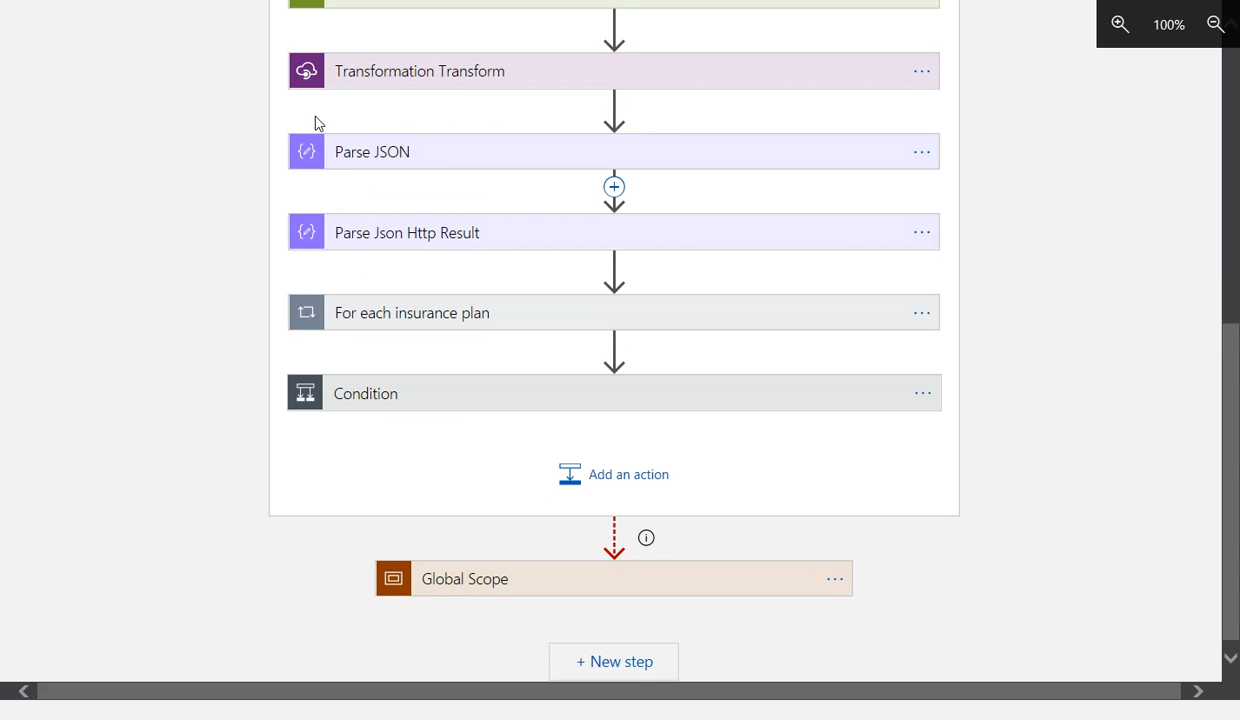 100%
Transformation Transform
Parse JSON
Parse Json Http Result
For each insurance plan
Condition
Add an action
Global Scope
+ New step